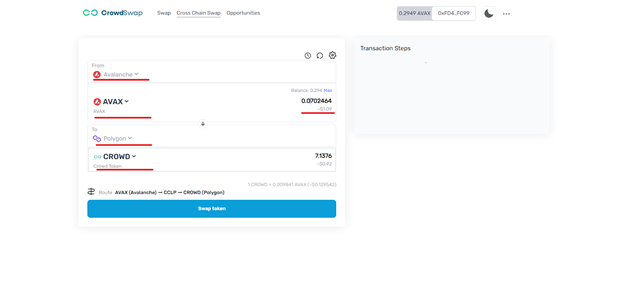 CrowdSwap
Swap Cross Chain Swap Opportunities
0.2949 AVAX 0xFD4...FC99
Transaction Steps
From
Avalanche
Balance: 0.294 Max
AVAX 0.0702464
AVAX ~$1.09
To
Polygon
CROWD 7.1376
Crowd Token ~$0.92
1 CROWD = 0.009841 AVAX (~$0.129542)
Route: AVAX (Avalanche) → CCLP → CROWD (Polygon)
Swap token